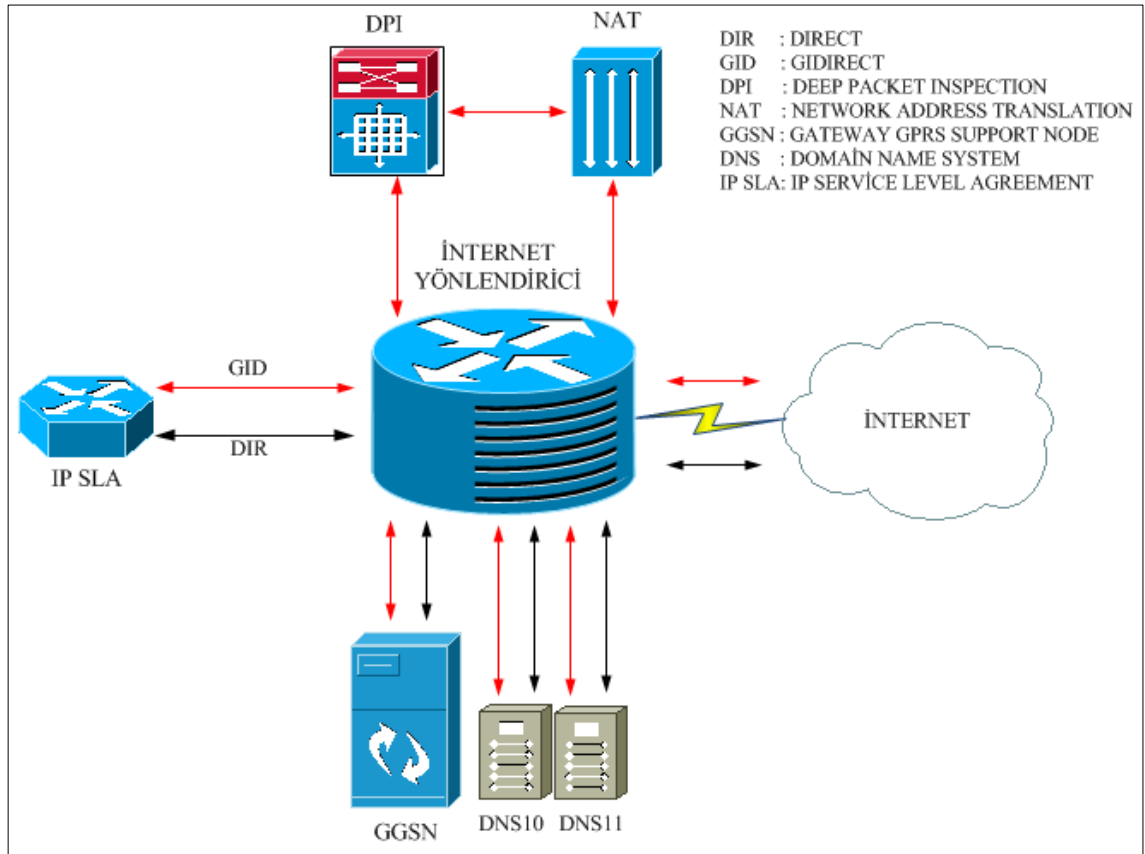 DPI
NAT
DIR : DIRECT
GID : GIDIRECT
DPI : DEEP PACKET INSPECTION
NAT : NETWORK ADDRESS TRANSLATION
GGSN : GATEWAY GPRS SUPPORT NODE
DNS : DOMAİN NAME SYSTEM
IP SLA: IP SERVİCE LEVEL AGREEMENT
İNTERNET
YÖNLENDİRİCİ
GID
DIR
IP SLA
İNTERNET
GGSN
DNS10
DNS11